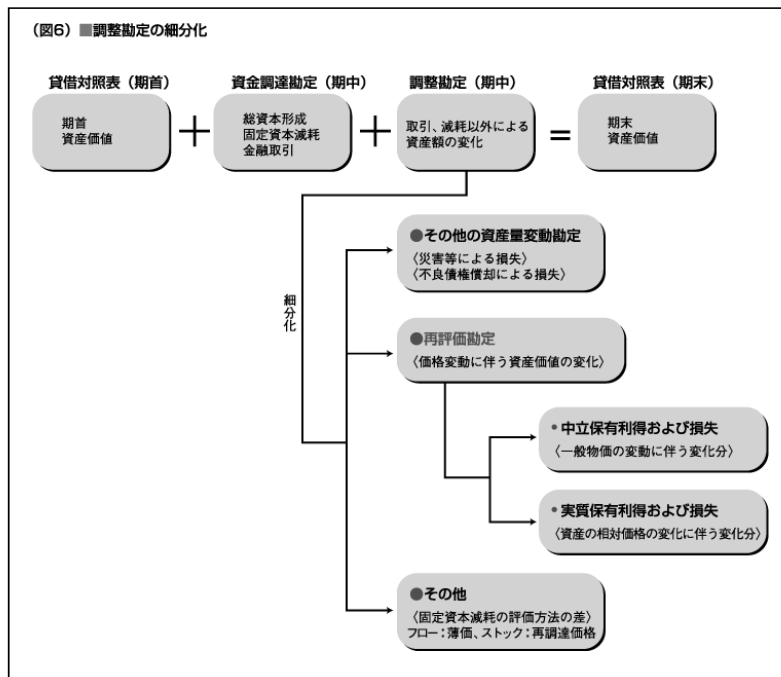 （図6）■調整勘定の細分化
貸借対照表（期首）
資金調達勘定（期中）
調整勘定（期中）
貸借対照表（期末）
期首
資産価値
＋
総資本形成
固定資本減耗
金融取引
＋
取引、減耗以外による
資産額の変化
＝
期末
資産価値
細分化
●その他の資産量変動勘定
〈災害等による損失〉
〈不良債権償却による損失〉
●再評価勘定
〈価格変動に伴う資産価値の変化〉
・中立保有利得および損失
〈一般物価の変動に伴う変化分〉
・実質保有利得および損失
〈資産の相対価格の変化に伴う変化分〉
●その他
〈固定資本減耗の評価方法の差〉
フロー：薄価、ストック：再調達価格